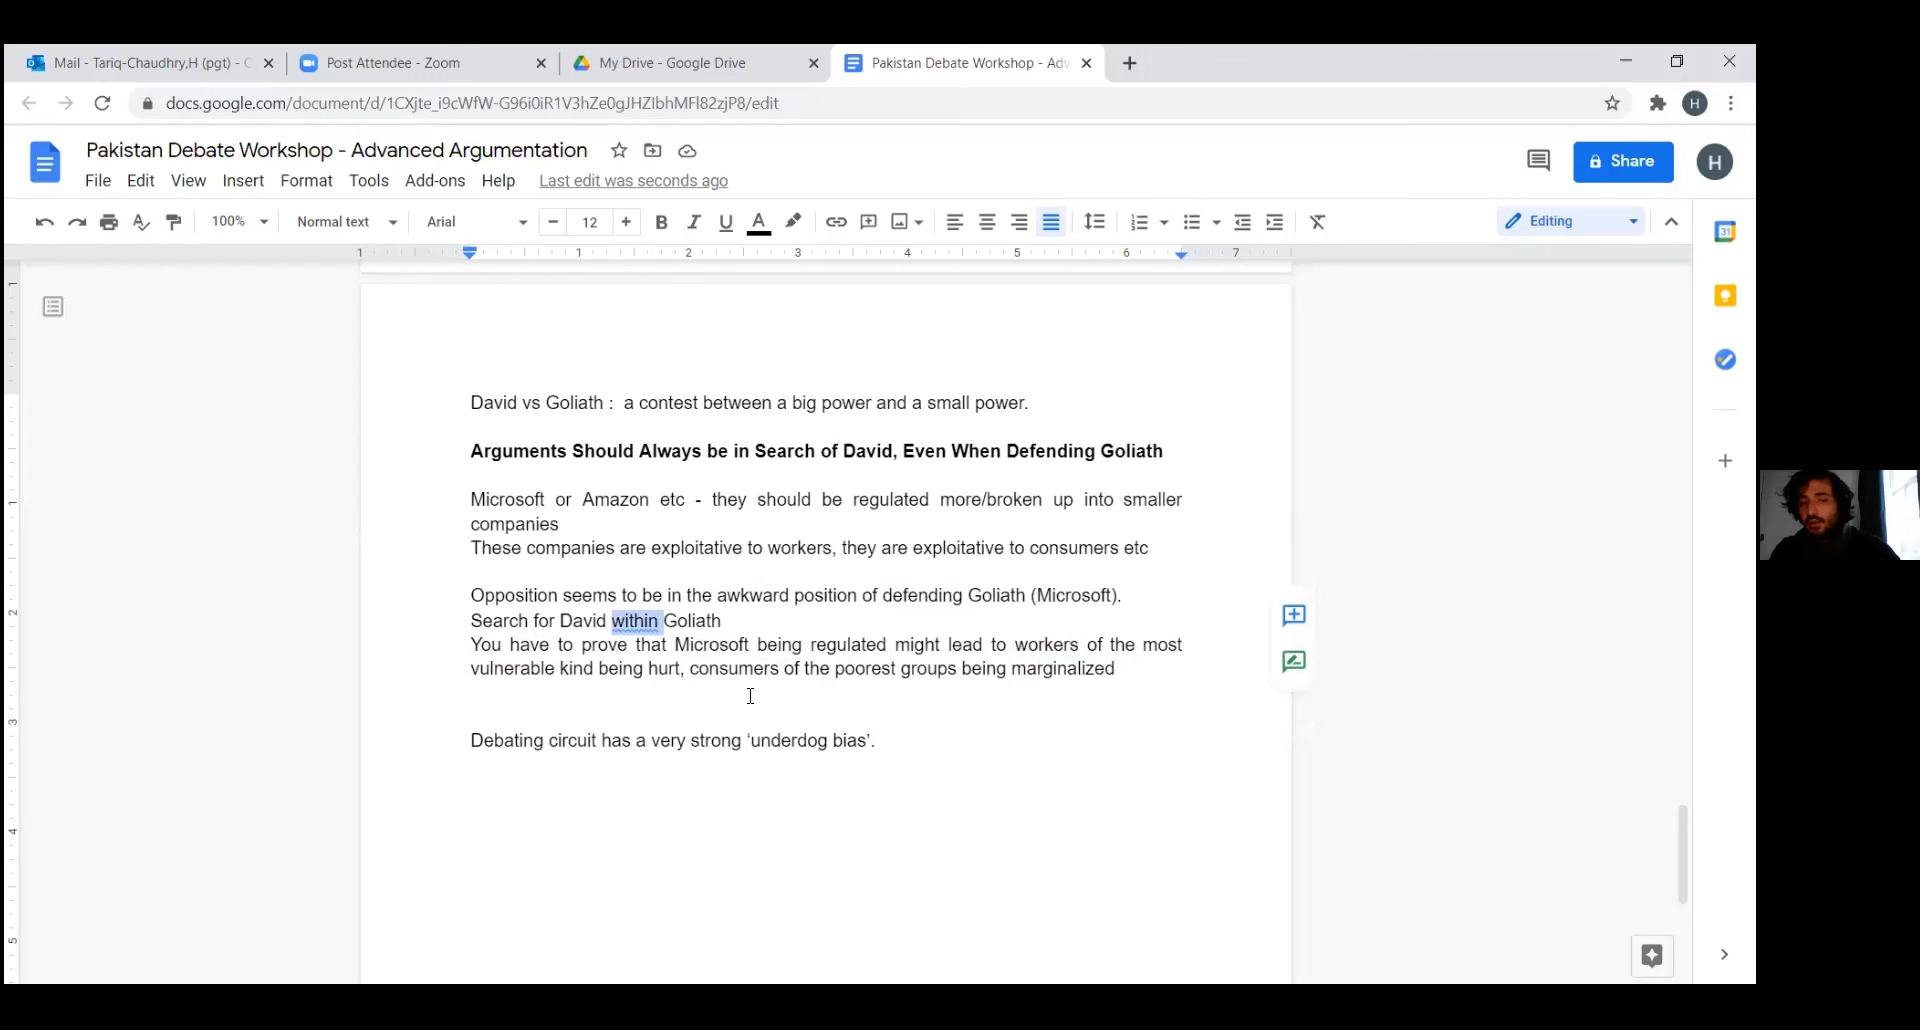 Mail - Tariq-Chaudhry,H (pgt) - C
Post Attendee - Zoom
My Drive - Google Drive
Pakistan Debate Workshop - Adv
docs.google.com/document/d/1CXjte_i9cWfW-G96i0iR1V3hZe0gJHZIbhMFl82zjP8/edit
H
Pakistan Debate Workshop - Advanced Argumentation
Share
H
File Edit View Insert Format Tools Add-ons Help Last edit was seconds ago
100% Normal text Arial 12 B I U A Editing
1 1 2 3 4 5 6 7
31
1
1
2
3
4
5
David vs Goliath : a contest between a big power and a small power.
Arguments Should Always be in Search of David, Even When Defending Goliath
Microsoft or Amazon etc - they should be regulated more/broken up into smaller
companies
These companies are exploitative to workers, they are exploitative to consumers etc
Opposition seems to be in the awkward position of defending Goliath (Microsoft).
Search for David within Goliath
You have to prove that Microsoft being regulated might lead to workers of the most
vulnerable kind being hurt, consumers of the poorest groups being marginalized
Debating circuit has a very strong ‘underdog bias’.